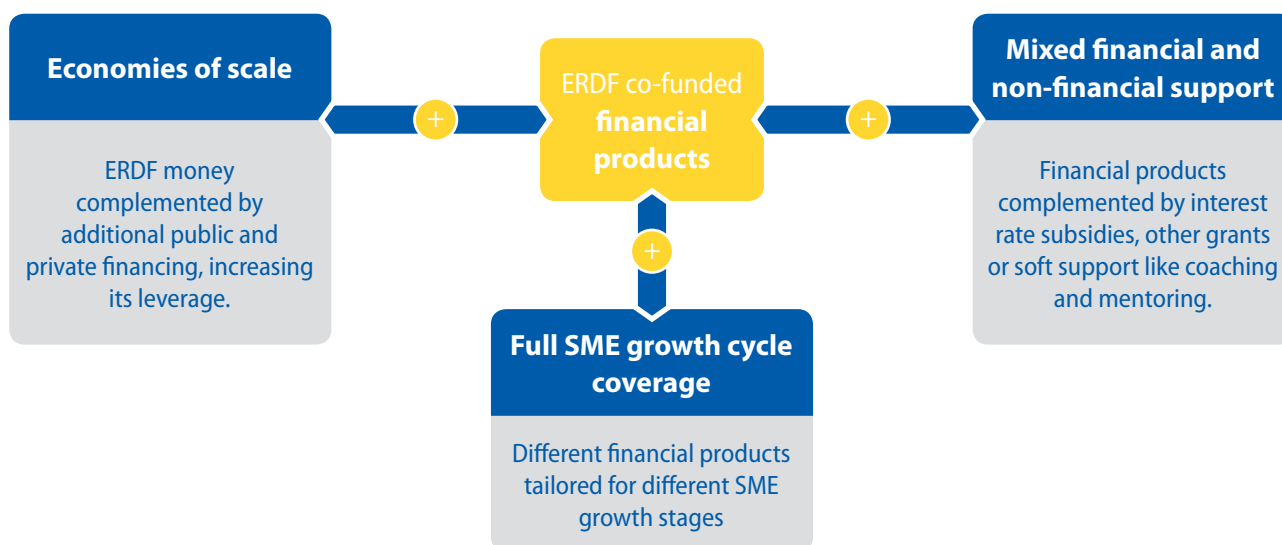 Economies of scale
ERDF money
complemented by
additional public and
private financing, increasing
its leverage.
+
ERDF co-funded
financial
products
+
Mixed financial and
non-financial support
Financial products
complemented by interest
rate subsidies, other grants
or soft support like coaching
and mentoring.
+
Full SME growth cycle
coverage
Different financial products
tailored for different SME
growth stages